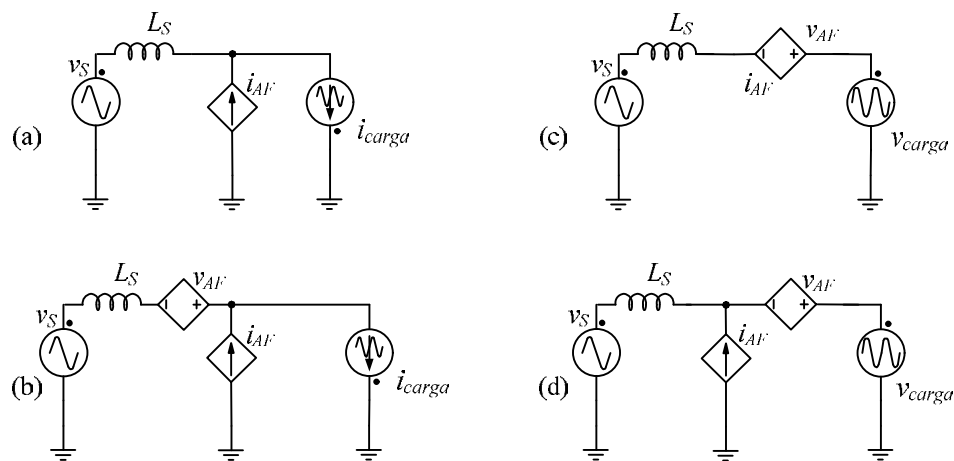 (a)
L_S
v_S
i_AF
i_carga
(c)
L_S
v_S
v_AF
i_AF
- +
v_carga
(b)
L_S
v_S
v_AF
- +
i_AF
i_carga
(d)
L_S
v_S
v_AF
- +
i_AF
v_carga